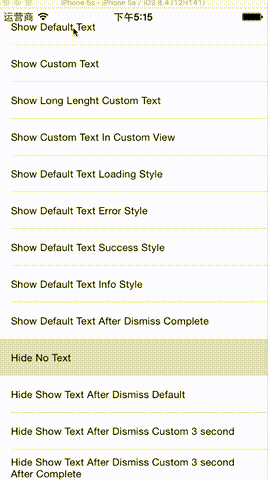 iPhone 5s - iPhone 5s / iOS 8.4 (12H141)
运营商 下午5:15
Show Default Text
Show Custom Text
Show Long Lenght Custom Text
Show Custom Text In Custom View
Show Default Text Loading Style
Show Default Text Error Style
Show Default Text Success Style
Show Default Text Info Style
Show Default Text After Dismiss Complete
Hide No Text
Hide Show Text After Dismiss Default
Hide Show Text After Dismiss Custom 3 second
Hide Show Text After Dismiss Custom 3 second
After Complete